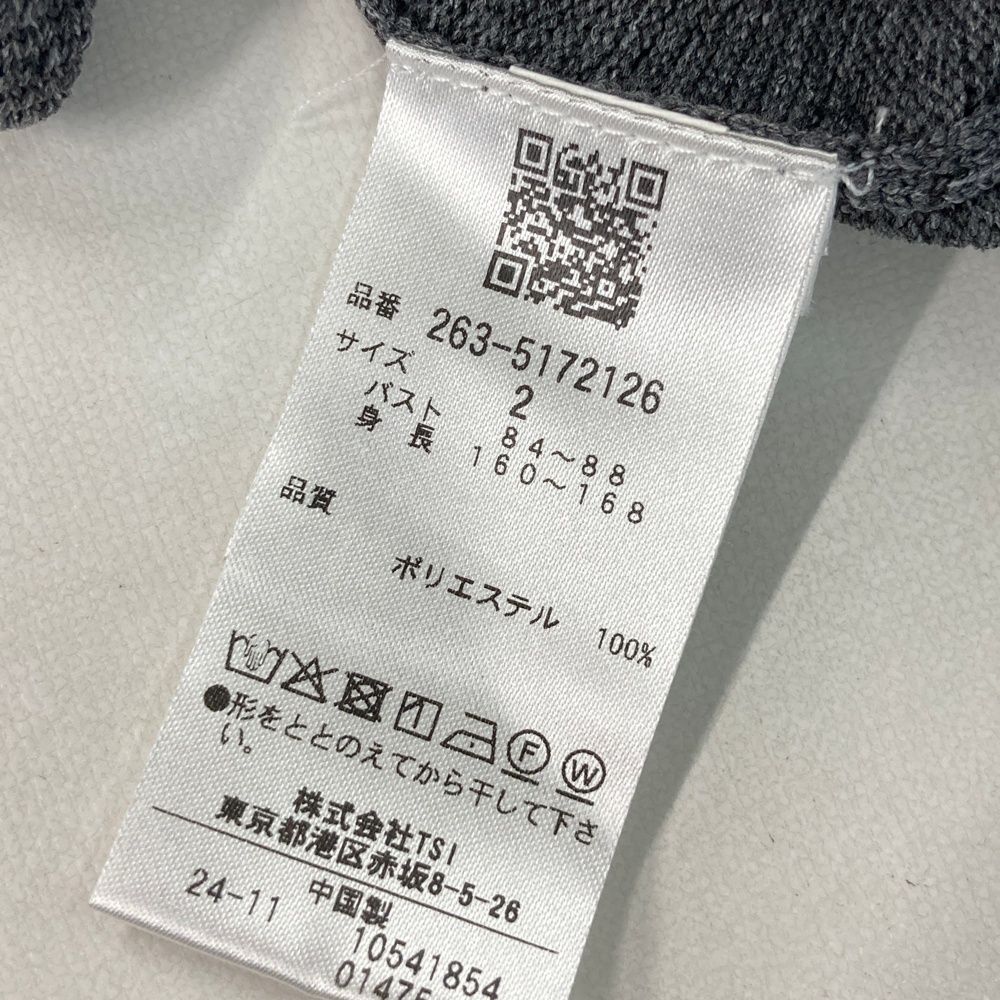 品番 263-5172126
サイズ 2
バスト 84～88
身長 160～168
品質
ポリエステル 100%
F W
●形をととのえてから干して下さ
い。
株式会社TSI
東京都港区赤坂8-5-26
24-11 中国製
10541854
01475